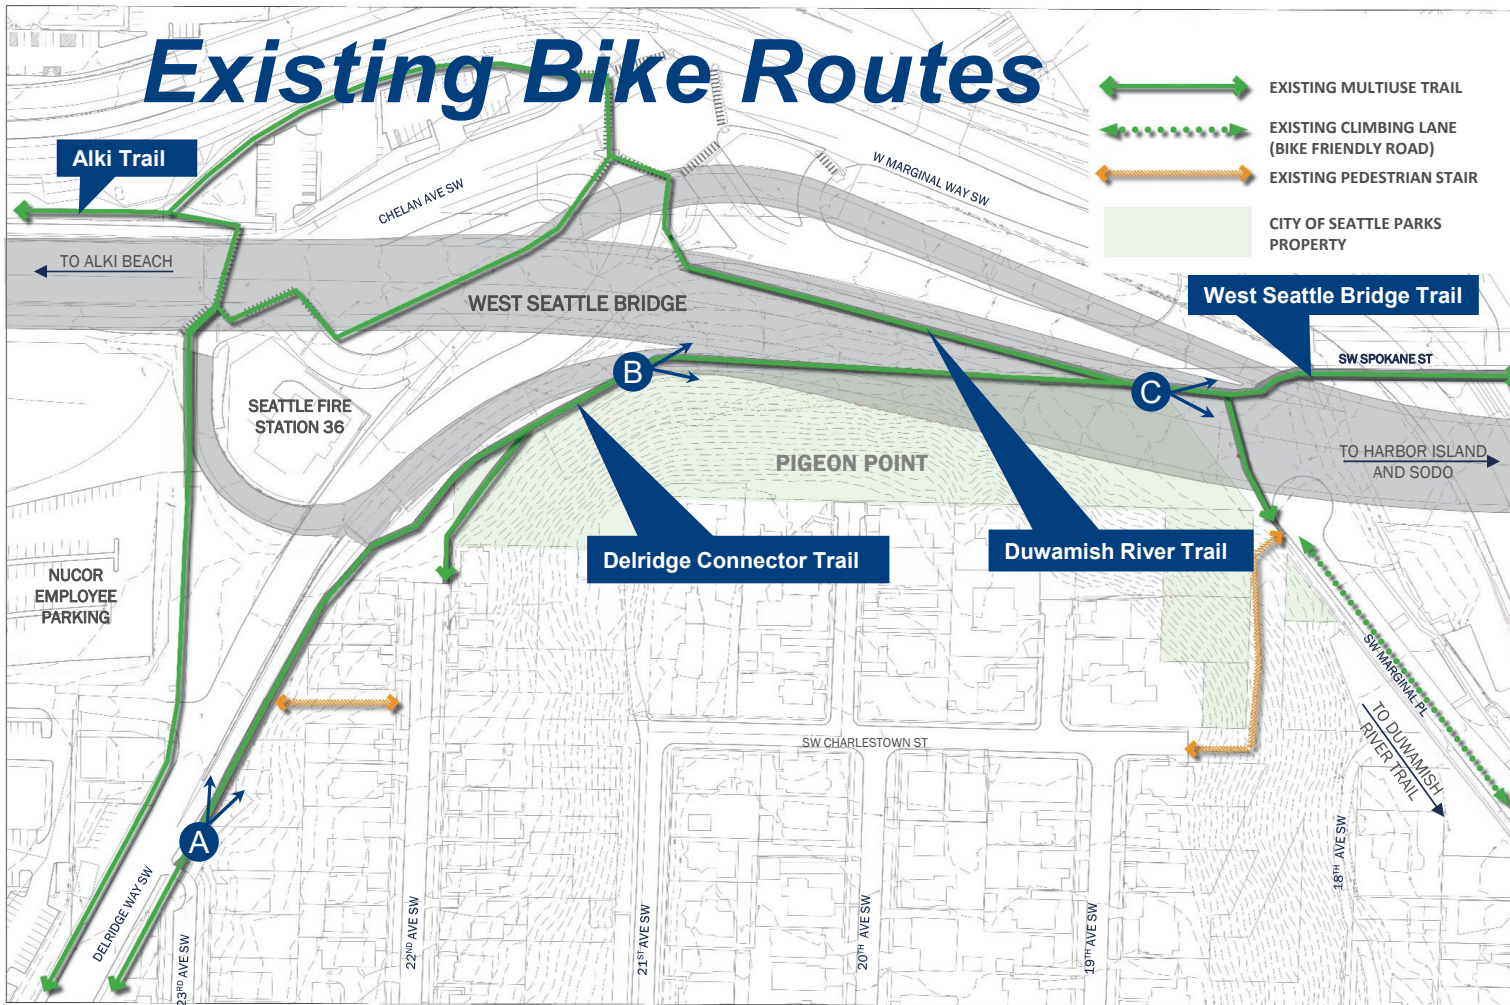 Existing Bike Routes
EXISTING MULTIUSE TRAIL
EXISTING CLIMBING LANE
(BIKE FRIENDLY ROAD)
EXISTING PEDESTRIAN STAIR
CITY OF SEATTLE PARKS
PROPERTY
Alki Trail
CHELAN AVE SW
W MARGINAL WAY SW
TO ALKI BEACH
WEST SEATTLE BRIDGE
West Seattle Bridge Trail
SW SPOKANE ST
B
C
SEATTLE FIRE
STATION 36
PIGEON POINT
TO HARBOR ISLAND
AND SODO
Delridge Connector Trail
Duwamish River Trail
NUCOR
EMPLOYEE
PARKING
SW MARGINAL PL
TO DUWAMISH
RIVER TRAIL
SW CHARLESTOWN ST
A
DELRIDGE WAY SW
23RD AVE SW
22ND AVE SW
21ST AVE SW
20TH AVE SW
19TH AVE SW
18TH AVE SW